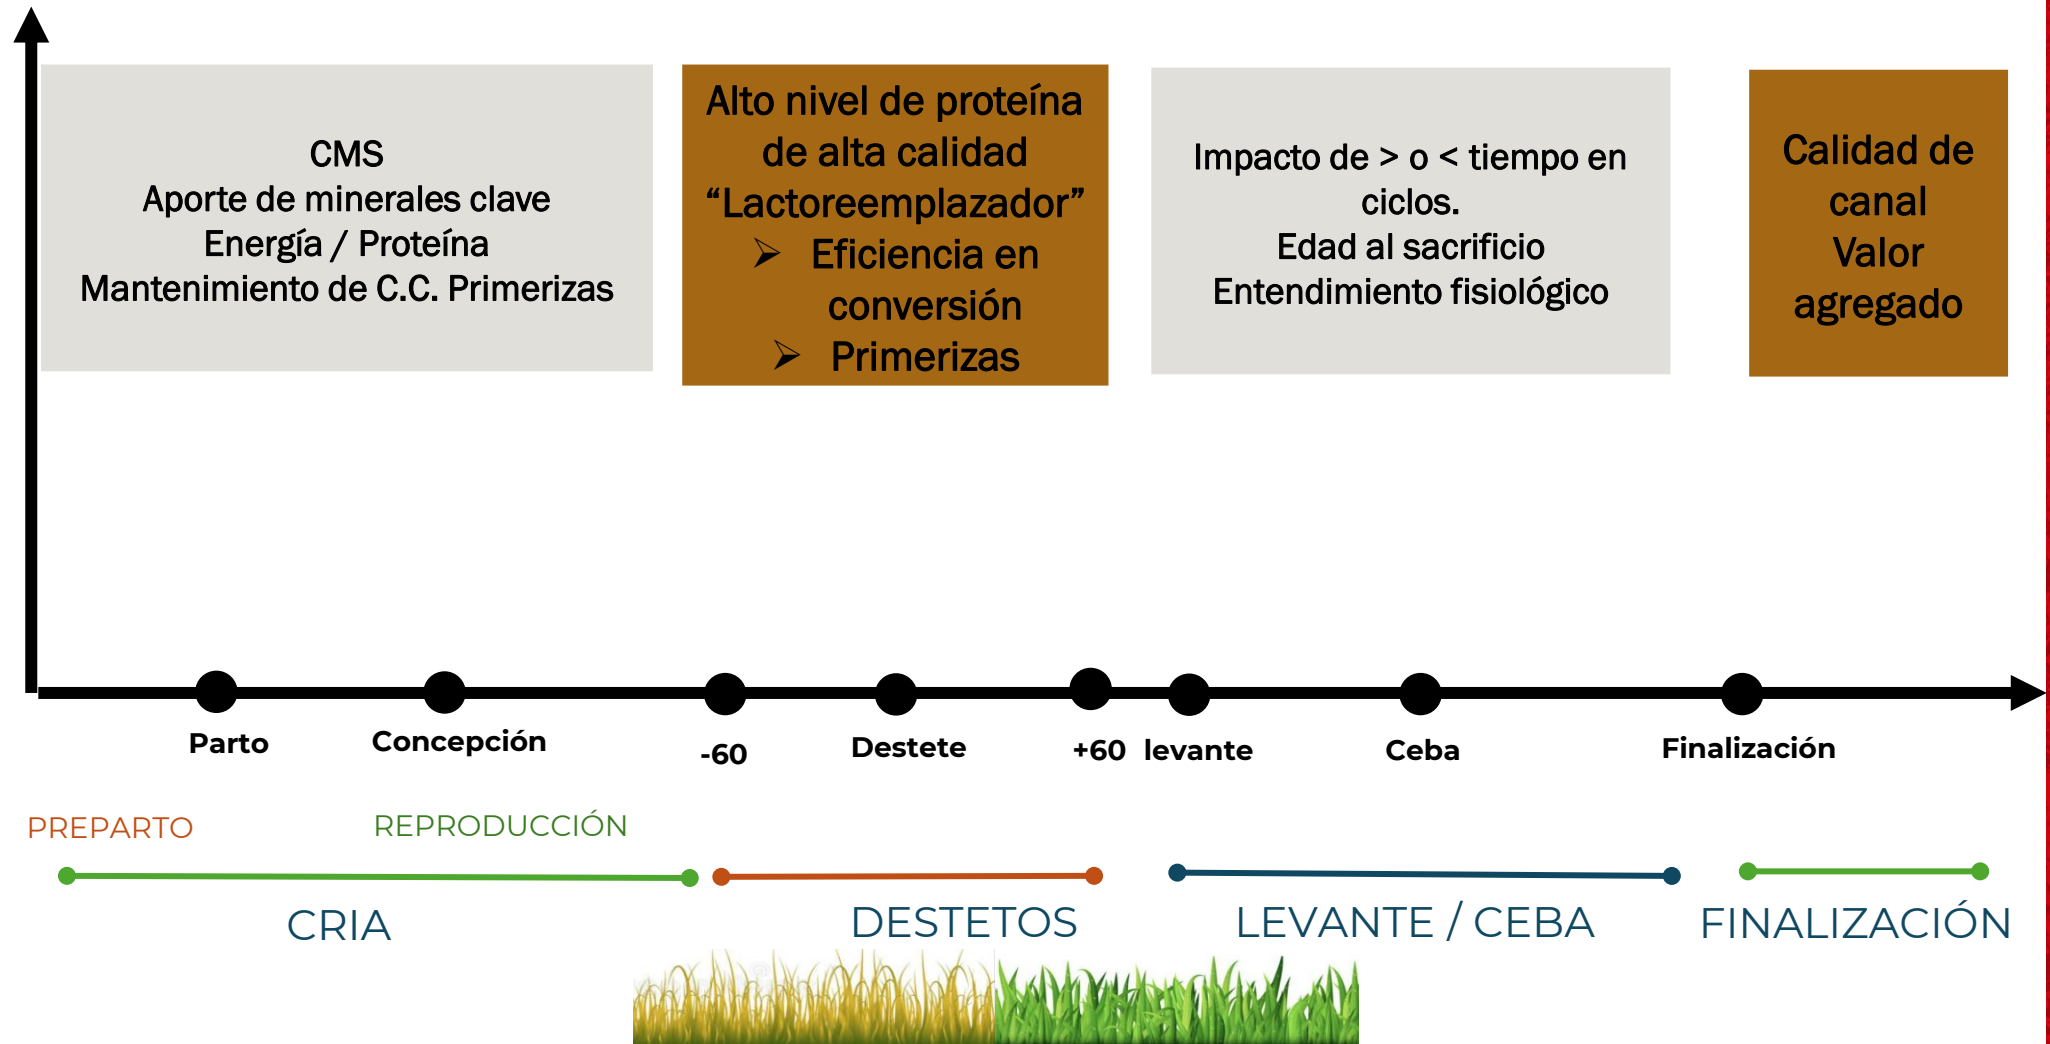 CMS
Aporte de minerales clave
Energía / Proteína
Mantenimiento de C.C. Primerizas
Alto nivel de proteína
de alta calidad
“Lactoreemplazador”
➢ Eficiencia en
conversión
➢ Primerizas
Impacto de > o < tiempo en
ciclos.
Edad al sacrificio
Entendimiento fisiológico
Calidad de
canal
Valor
agregado
Parto
Concepción
-60
Destete
+60
levante
Ceba
Finalización
PREPARTO
REPRODUCCIÓN
CRIA
DESTETOS
LEVANTE / CEBA
FINALIZACIÓN